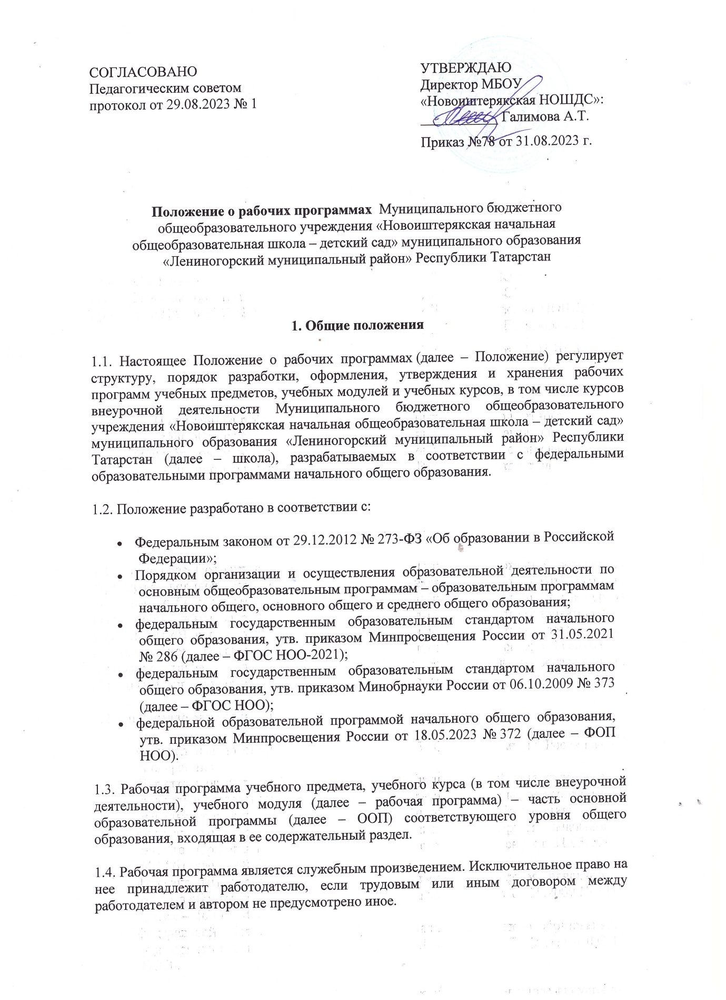 СОГЛАСОВАНО
Педагогическим советом
протокол от 29.08.2023 № 1
УТВЕРЖДАЮ
Директор МБОУ
«Новоиштерякская НОШДС»:
___________ Галимова А.Т.
Приказ №78 от 31.08.2023 г.
Положение о рабочих программах Муниципального бюджетного
общеобразовательного учреждения «Новоиштерякская начальная
общеобразовательная школа – детский сад» муниципального образования
«Лениногорский муниципальный район» Республики Татарстан
1. Общие положения
1.1. Настоящее Положение о рабочих программах (далее – Положение) регулирует
структуру, порядок разработки, оформления, утверждения и хранения рабочих
программ учебных предметов, учебных модулей и учебных курсов, в том числе курсов
внеурочной деятельности Муниципального бюджетного общеобразовательного
учреждения «Новоиштерякская начальная общеобразовательная школа – детский сад»
муниципального образования «Лениногорский муниципальный район» Республики
Татарстан (далее – школа), разрабатываемых в соответствии с федеральными
образовательными программами начального общего образования.
1.2. Положение разработано в соответствии с:
• Федеральным законом от 29.12.2012 № 273-ФЗ «Об образовании в Российской
Федерации»;
• Порядком организации и осуществления образовательной деятельности по
основным общеобразовательным программам – образовательным программам
начального общего, основного общего и среднего общего образования;
• федеральным государственным образовательным стандартом начального
общего образования, утв. приказом Минпросвещения России от 31.05.2021
№ 286 (далее – ФГОС НОО-2021);
• федеральным государственным образовательным стандартом начального
общего образования, утв. приказом Минобрнауки России от 06.10.2009 № 373
(далее – ФГОС НОО);
• федеральной образовательной программой начального общего образования,
утв. приказом Минпросвещения России от 18.05.2023 № 372 (далее – ФОП
НОО).
1.3. Рабочая программа учебного предмета, учебного курса (в том числе внеурочной
деятельности), учебного модуля (далее – рабочая программа) – часть основной
образовательной программы (далее – ООП) соответствующего уровня общего
образования, входящая в ее содержательный раздел.
1.4. Рабочая программа является служебным произведением. Исключительное право на
нее принадлежит работодателю, если трудовым или иным договором между
работодателем и автором не предусмотрено иное.